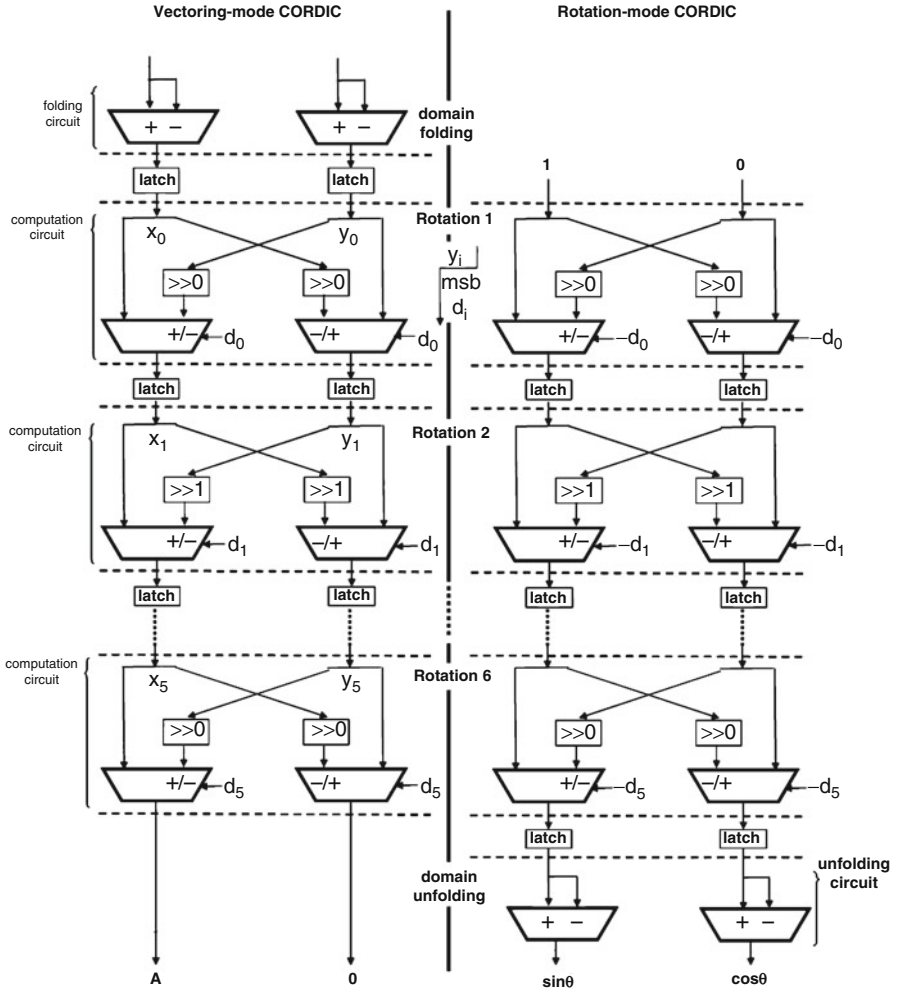 Vectoring-mode CORDIC
Rotation-mode CORDIC
folding
circuit
+ −
+ −
domain
folding
latch
latch
1
0
computation
circuit
x0
y0
Rotation 1
yi
msb
di
>>0
>>0
>>0
>>0
+/−
d0
−/+
d0
+/−
−d0
−/+
−d0
latch
latch
latch
latch
computation
circuit
x1
y1
Rotation 2
>>1
>>1
>>1
>>1
+/−
d1
−/+
d1
+/−
−d1
−/+
−d1
latch
latch
latch
latch
computation
circuit
x5
y5
Rotation 6
>>0
>>0
>>0
>>0
+/−
d5
−/+
d5
+/−
−d5
−/+
−d5
latch
latch
domain
unfolding
unfolding
circuit
+ −
+ −
A
0
sinθ
cosθ